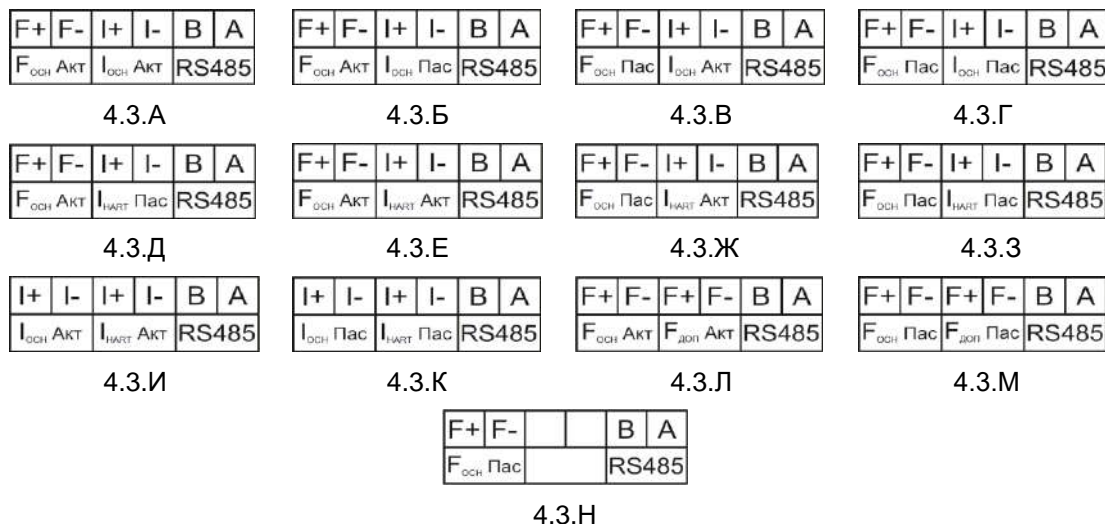 F+ F- I+ I- B A F+ F- I+ I- B A F+ F- I+ I- B A F+ F- I+ I- B A
Fосн Акт Iосн Акт RS485 Fосн Акт Iосн Пас RS485 Fосн Пас Iосн Акт RS485 Fосн Пас Iосн Пас RS485
4.3.А 4.3.Б 4.3.В 4.3.Г
F+ F- I+ I- B A F+ F- I+ I- B A F+ F- I+ I- B A F+ F- I+ I- B A
Fосн Акт IHART Пас RS485 Fосн Акт IHART Акт RS485 Fосн Пас IHART Акт RS485 Fосн Пас IHART Пас RS485
4.3.Д 4.3.Е 4.3.Ж 4.3.З
I+ I- I+ I- B A I+ I- I+ I- B A F+ F- F+ F- B A F+ F- F+ F- B A
Iосн Акт IHART Акт RS485 Iосн Пас IHART Пас RS485 Fосн Акт Fдоп Акт RS485 Fосн Пас Fдоп Пас RS485
4.3.И 4.3.К 4.3.Л 4.3.М
F+ F- B A
Fосн Пас RS485
4.3.Н